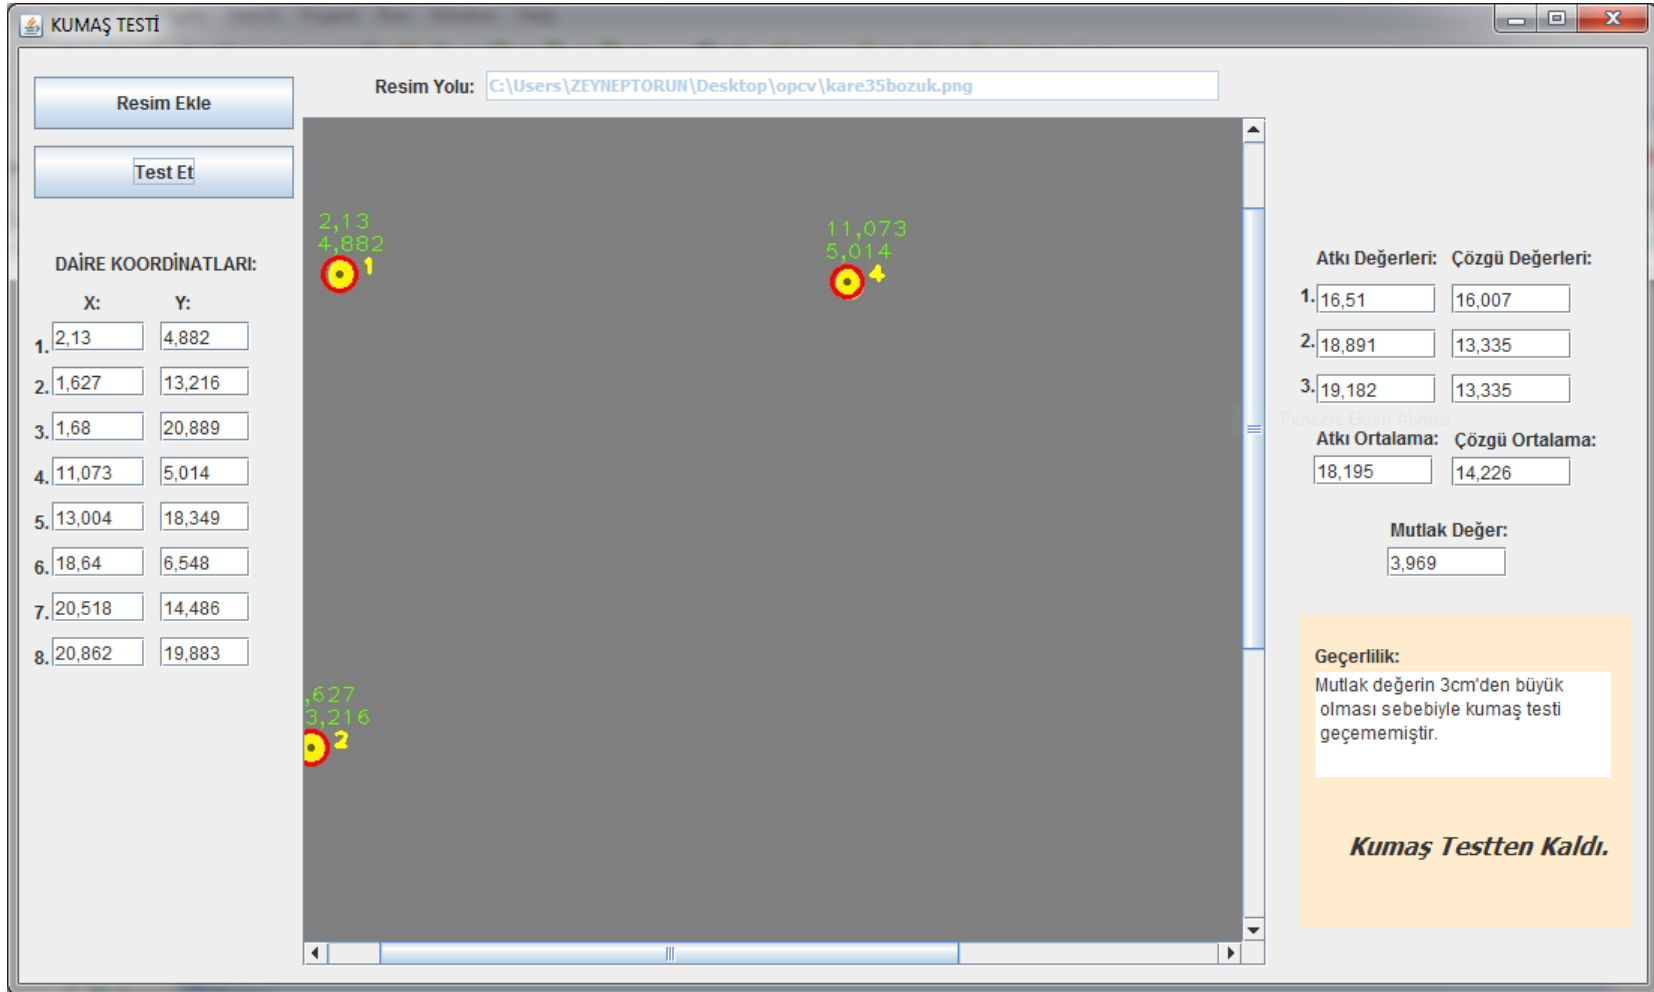 KUMAŞ TESTİ
Resim Ekle
Resim Yolu: C:\Users\ZEYNEPTORUN\Desktop\opcv\kare35bozuk.png
Test Et
DAİRE KOORDİNATLARI:
X: Y:
1. 2,13 4,882
2. 1,627 13,216
3. 1,68 20,889
4. 11,073 5,014
5. 13,004 18,349
6. 18,64 6,548
7. 20,518 14,486
8. 20,862 19,883
2,13
4,882
1
11,073
5,014
4
,627
3,216
2
Atkı Değerleri: Çözgü Değerleri:
1. 16,51 16,007
2. 18,891 13,335
3. 19,182 13,335
Pencere Ekran Alıntısı
Atkı Ortalama: Çözgü Ortalama:
18,195 14,226
Mutlak Değer:
3,969
Geçerlilik:
Mutlak değerin 3cm'den büyük
olması sebebiyle kumaş testi
geçememiştir.
Kumaş Testten Kaldı.